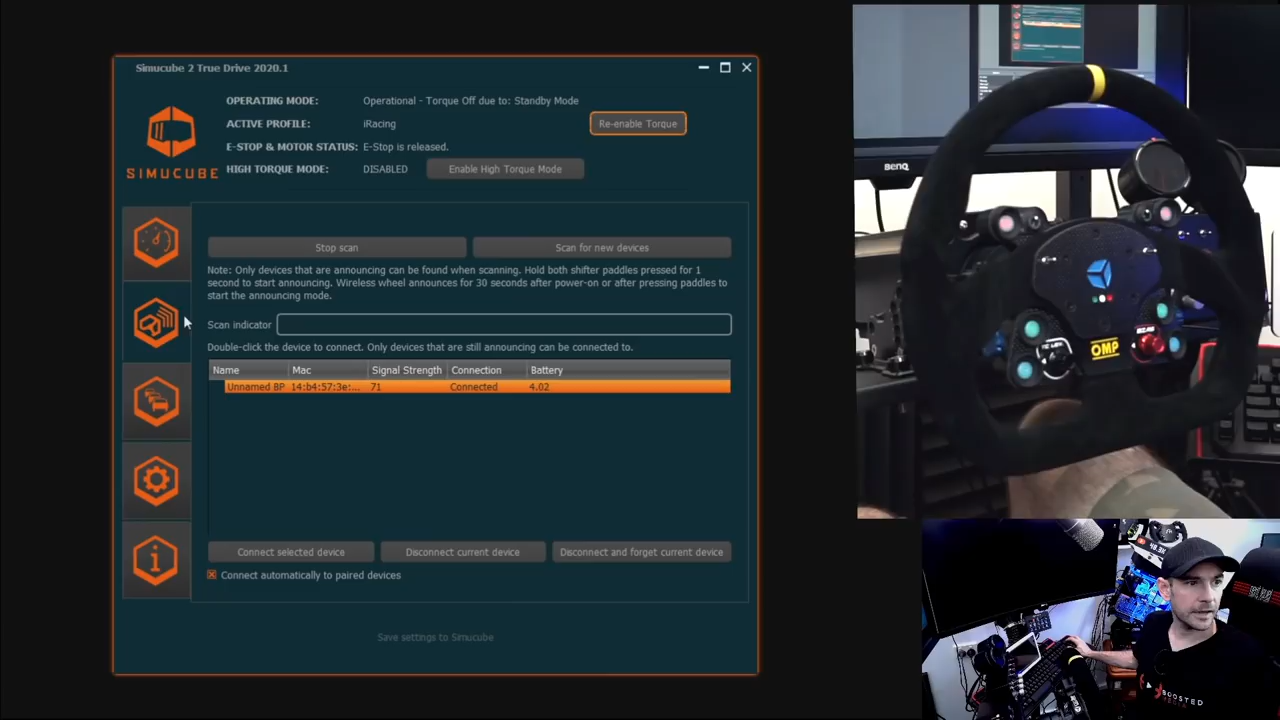 Simucube 2 True Drive 2020.1
SIMUCUBE
OPERATING MODE: Operational - Torque Off due to: Standby Mode
ACTIVE PROFILE: iRacing
Re-enable Torque
E-STOP & MOTOR STATUS: E-Stop is released.
HIGH TORQUE MODE: DISABLED
Enable High Torque Mode
Stop scan
Scan for new devices
Note: Only devices that are announcing can be found when scanning. Hold both shifter paddles pressed for 1
second to start announcing. Wireless wheel announces for 30 seconds after power-on or after pressing paddles to
start the announcing mode.
Scan indicator
Double-click the device to connect. Only devices that are still announcing can be connected to.
Name Mac Signal Strength Connection Battery
Unnamed BP 14:b4:57:3e:... 71 Connected 4.02
Connect selected device
Disconnect current device
Disconnect and forget current device
Connect automatically to paired devices
Save settings to Simucube
BenQ
OMP
BOOSTED